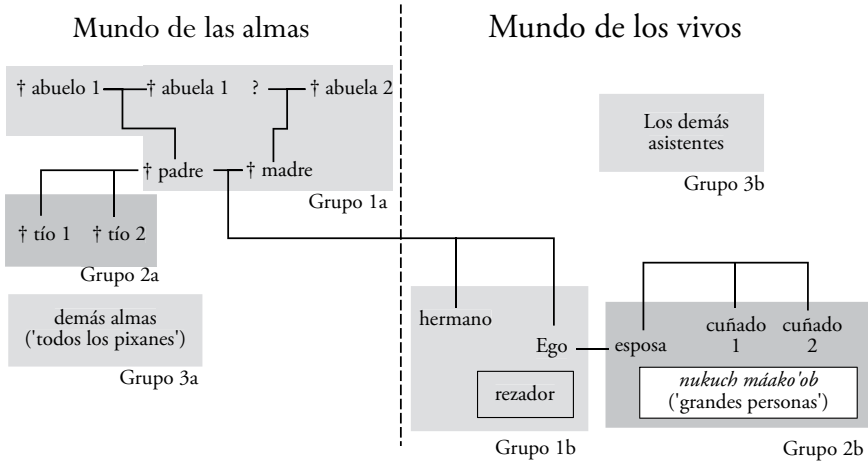 Mundo de las almas
† abuelo 1 † abuela 1 ? † abuela 2
† padre † madre
Grupo 1a
† tío 1 † tío 2
Grupo 2a
demás almas
('todos los pixanes')
Grupo 3a
Mundo de los vivos
Los demás
asistentes
Grupo 3b
hermano
Ego
rezador
Grupo 1b
esposa
cuñado
1
cuñado
2
nukuch máako'ob
('grandes personas')
Grupo 2b